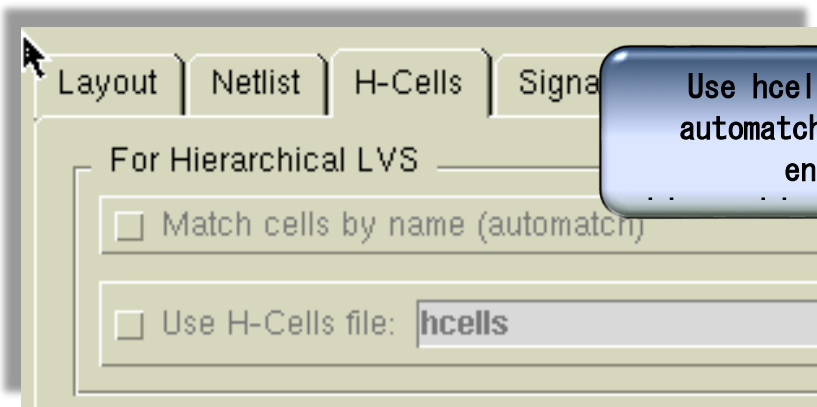 Layout Netlist H-Cells Signa
Use hcel
automatch
en
For Hierarchical LVS
Match cells by name (automatch)
Use H-Cells file: hcells